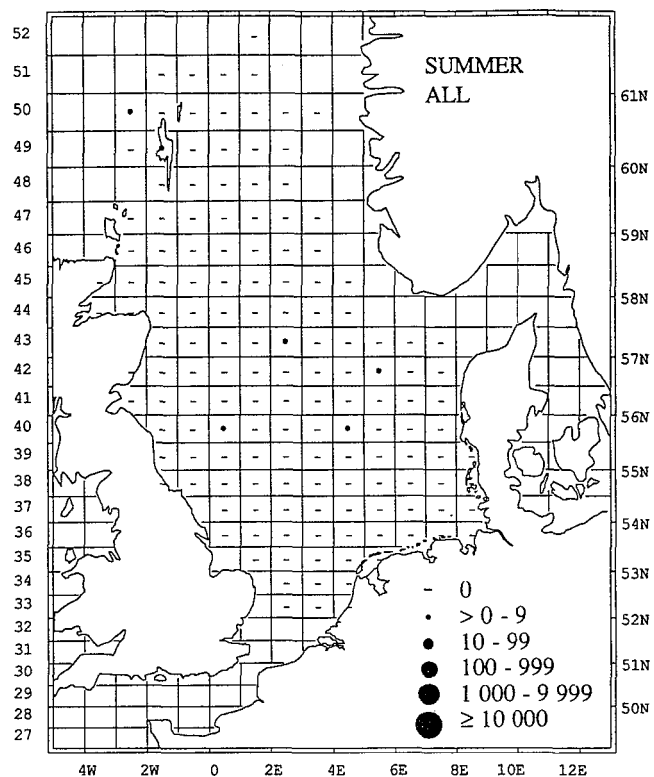 SUMMER
ALL
52
51
50
49
48
47
46
45
44
43
42
41
40
39
38
37
36
35
34
33
32
31
30
29
28
27
61N
60N
59N
58N
57N
56N
55N
54N
53N
52N
51N
50N
- 0
> 0 - 9
10 - 99
100 - 999
1 000 - 9 999
≥ 10 000
4W 2W 0 2E 4E 6E 8E 10E 12E